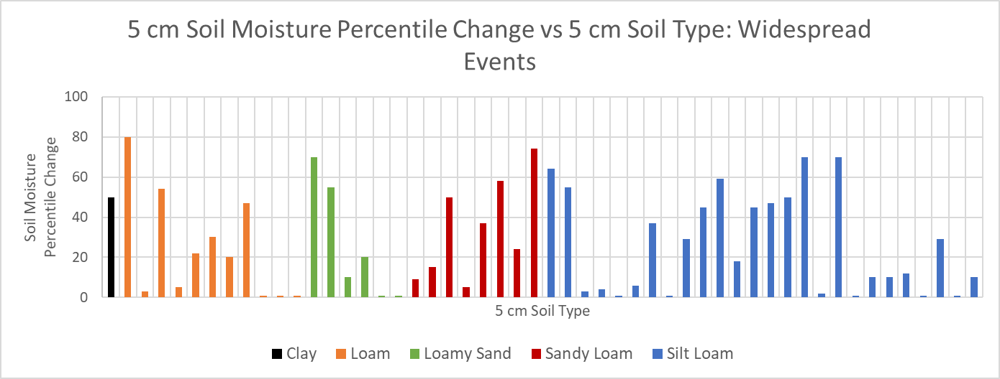 5 cm Soil Moisture Percentile Change vs 5 cm Soil Type: Widespread
Events
Soil Moisture
Percentile Change
100
80
60
40
20
0
5 cm Soil Type
Clay
Loam
Loamy Sand
Sandy Loam
Silt Loam